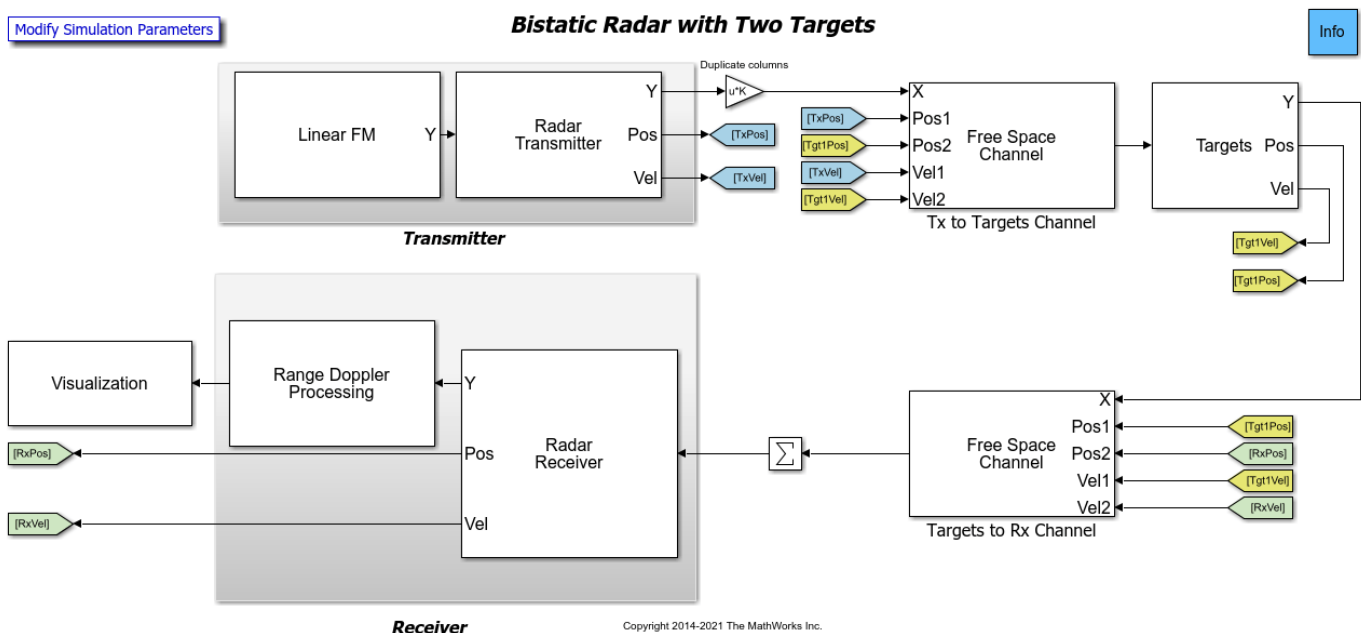 Modify Simulation Parameters
Bistatic Radar with Two Targets
Info
Duplicate columns
Linear FM
Y
Radar
Transmitter
Y
Pos
Vel
u*K
[TxPos]
[TxVel]
Transmitter
[TxPos]
[Tgt1Pos]
[TxVel]
[Tgt1Vel]
X
Pos1
Pos2
Vel1
Vel2
Free Space
Channel
Tx to Targets Channel
Targets
Y
Pos
Vel
[Tgt1Vel]
[Tgt1Pos]
Visualization
[RxPos]
[RxVel]
Range Doppler
Processing
Y
Pos
Vel
Radar
Receiver
Receiver
∑
Free Space
Channel
X
Pos1
Pos2
Vel1
Vel2
Targets to Rx Channel
[Tgt1Pos]
[RxPos]
[Tgt1Vel]
[RxVel]
Copyright 2014-2021 The MathWorks Inc.